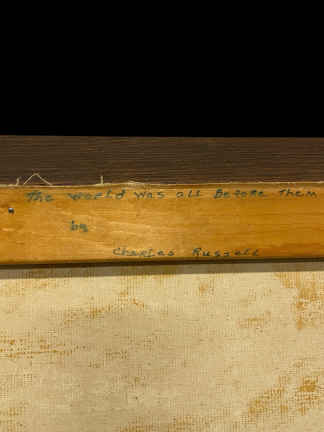 The World Was all Before Them
by
Charles Russell